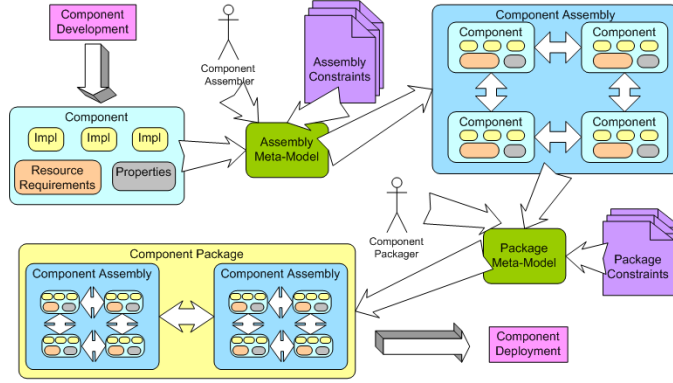 Component
Development
Component
Assembler
Assembly
Constraints
Component Assembly
Component
Component
Component
Component
Component
Impl
Impl
Impl
Resource
Requirements
Properties
Assembly
Meta-Model
Component
Packager
Package
Meta-Model
Package
Constraints
Component Package
Component Assembly
Component Assembly
Component
Deployment